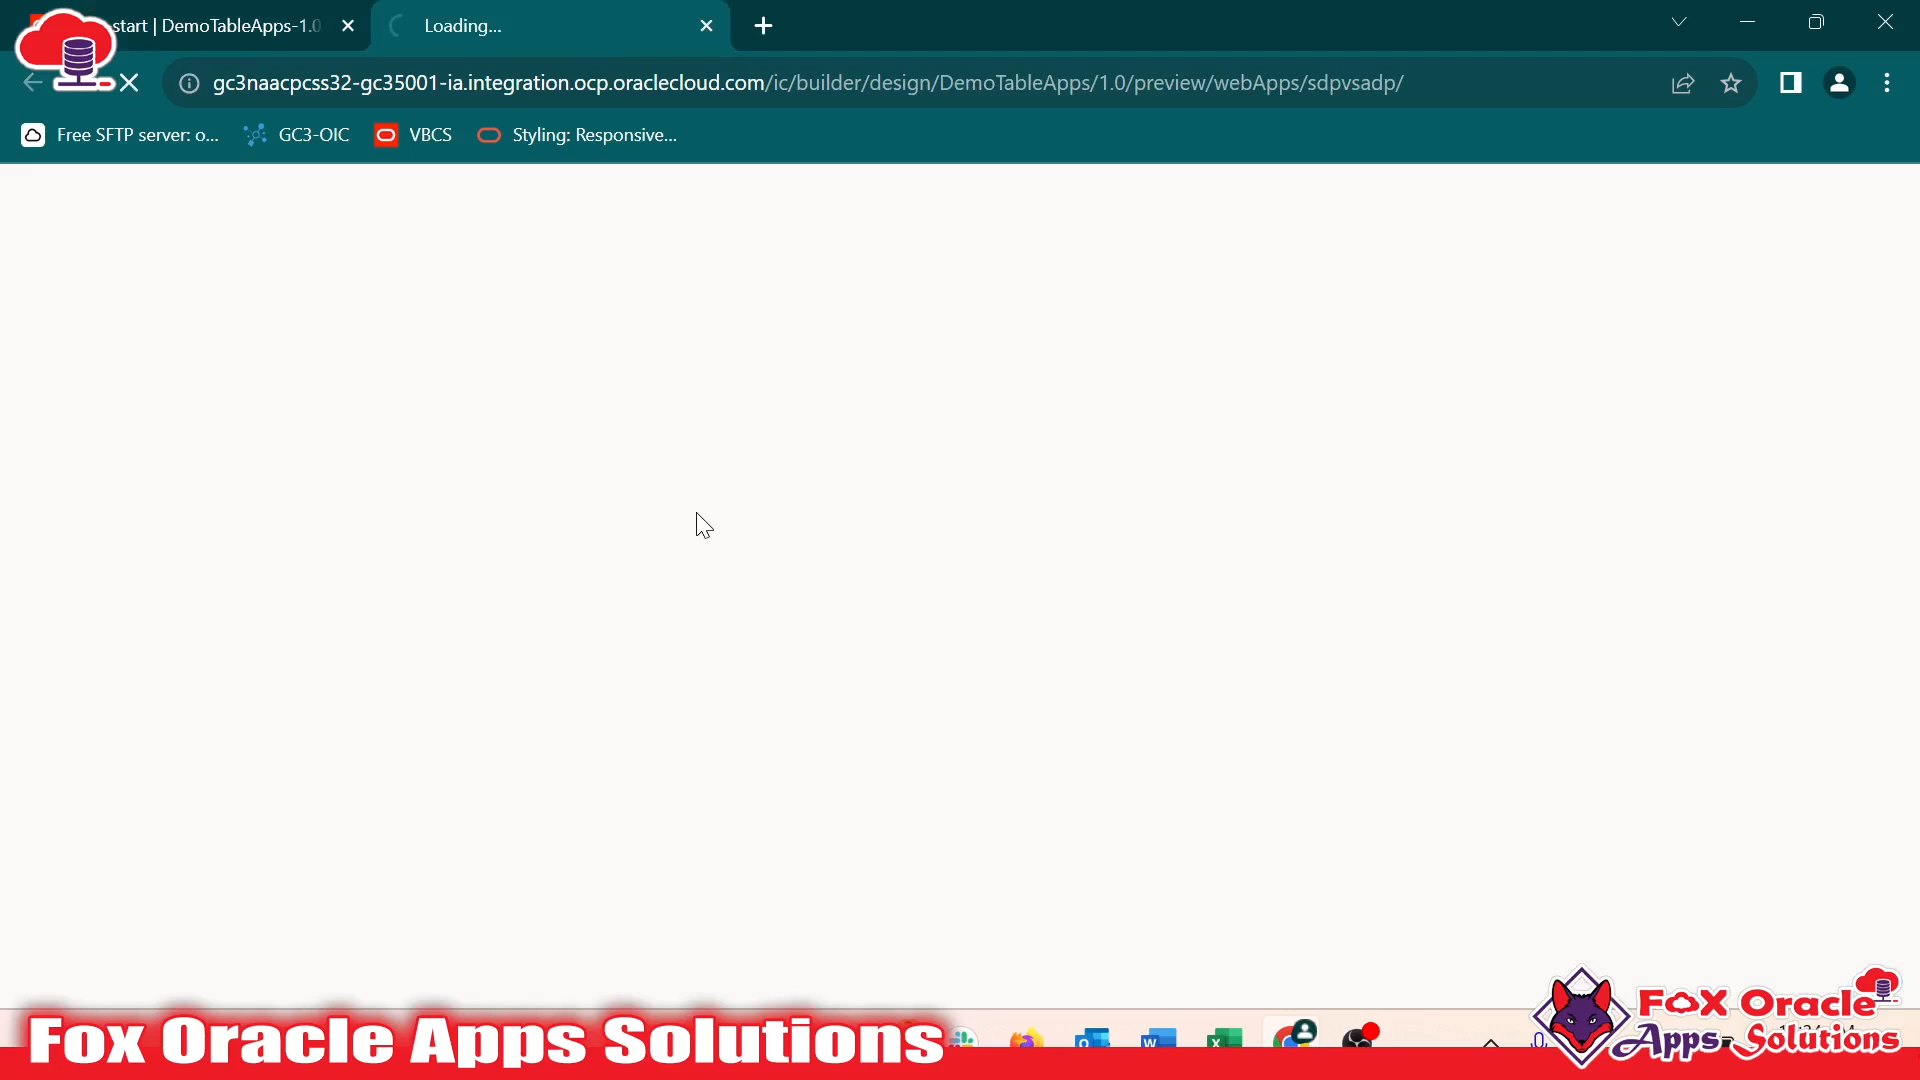 -start | DemoTableApps-1.0
Loading...
gc3naacpcss32-gc35001-ia.integration.ocp.oraclecloud.com/ic/builder/design/DemoTableApps/1.0/preview/webApps/sdpvsadp/
Free SFTP server: o...
GC3-OIC
VBCS
Styling: Responsive...
Fox Oracle Apps Solutions
Fox Oracle
Apps Solutions